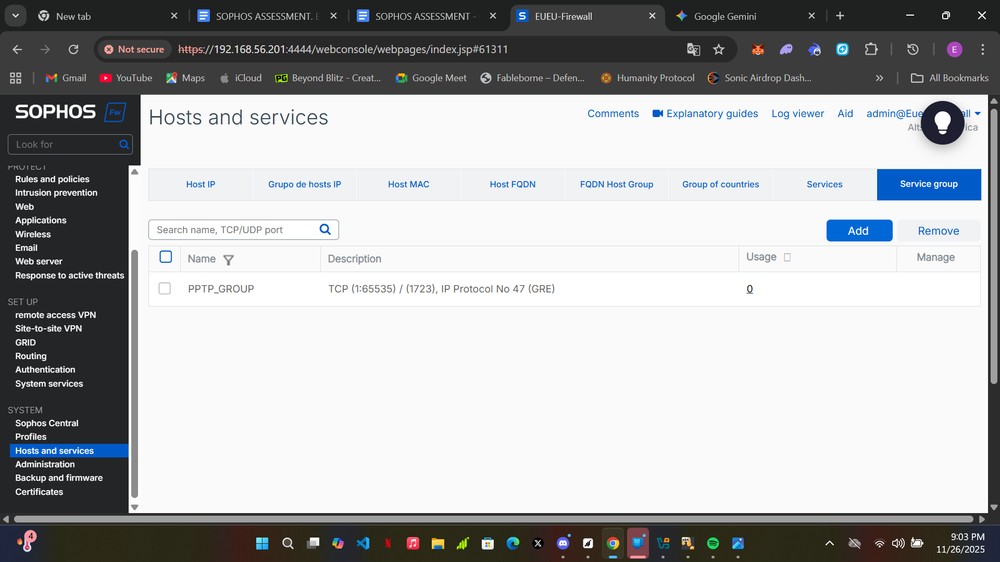 New tab
SOPHOS ASSESSMENT. E
SOPHOS ASSESSMENT -
EUEU-Firewall
Google Gemini
Not secure
https://192.168.56.201:4444/webconsole/webpages/index.jsp#61311
E
Gmail
YouTube
Maps
iCloud
Beyond Blitz - Creat...
Google Meet
Fableborne – Defen...
Humanity Protocol
Sonic Airdrop Dash...
All Bookmarks
SOPHOS Fw
Look for
PROTECT
Rules and policies
Intrusion prevention
Web
Applications
Wireless
Email
Web server
Response to active threats
SET UP
remote access VPN
Site-to-site VPN
GRID
Routing
Authentication
System services
SYSTEM
Sophos Central
Profiles
Hosts and services
Administration
Backup and firmware
Certificates
Hosts and services
Comments
Explanatory guides
Log viewer
Aid
Host IP
Grupo de hosts IP
Host MAC
Host FQDN
FQDN Host Group
Group of countries
Services
Service group
Search name, TCP/UDP port
Add
Remove
Name
Description
Usage
Manage
PPTP_GROUP
TCP (1:65535) / (1723), IP Protocol No 47 (GRE)
0
4
9:03 PM
11/26/2025